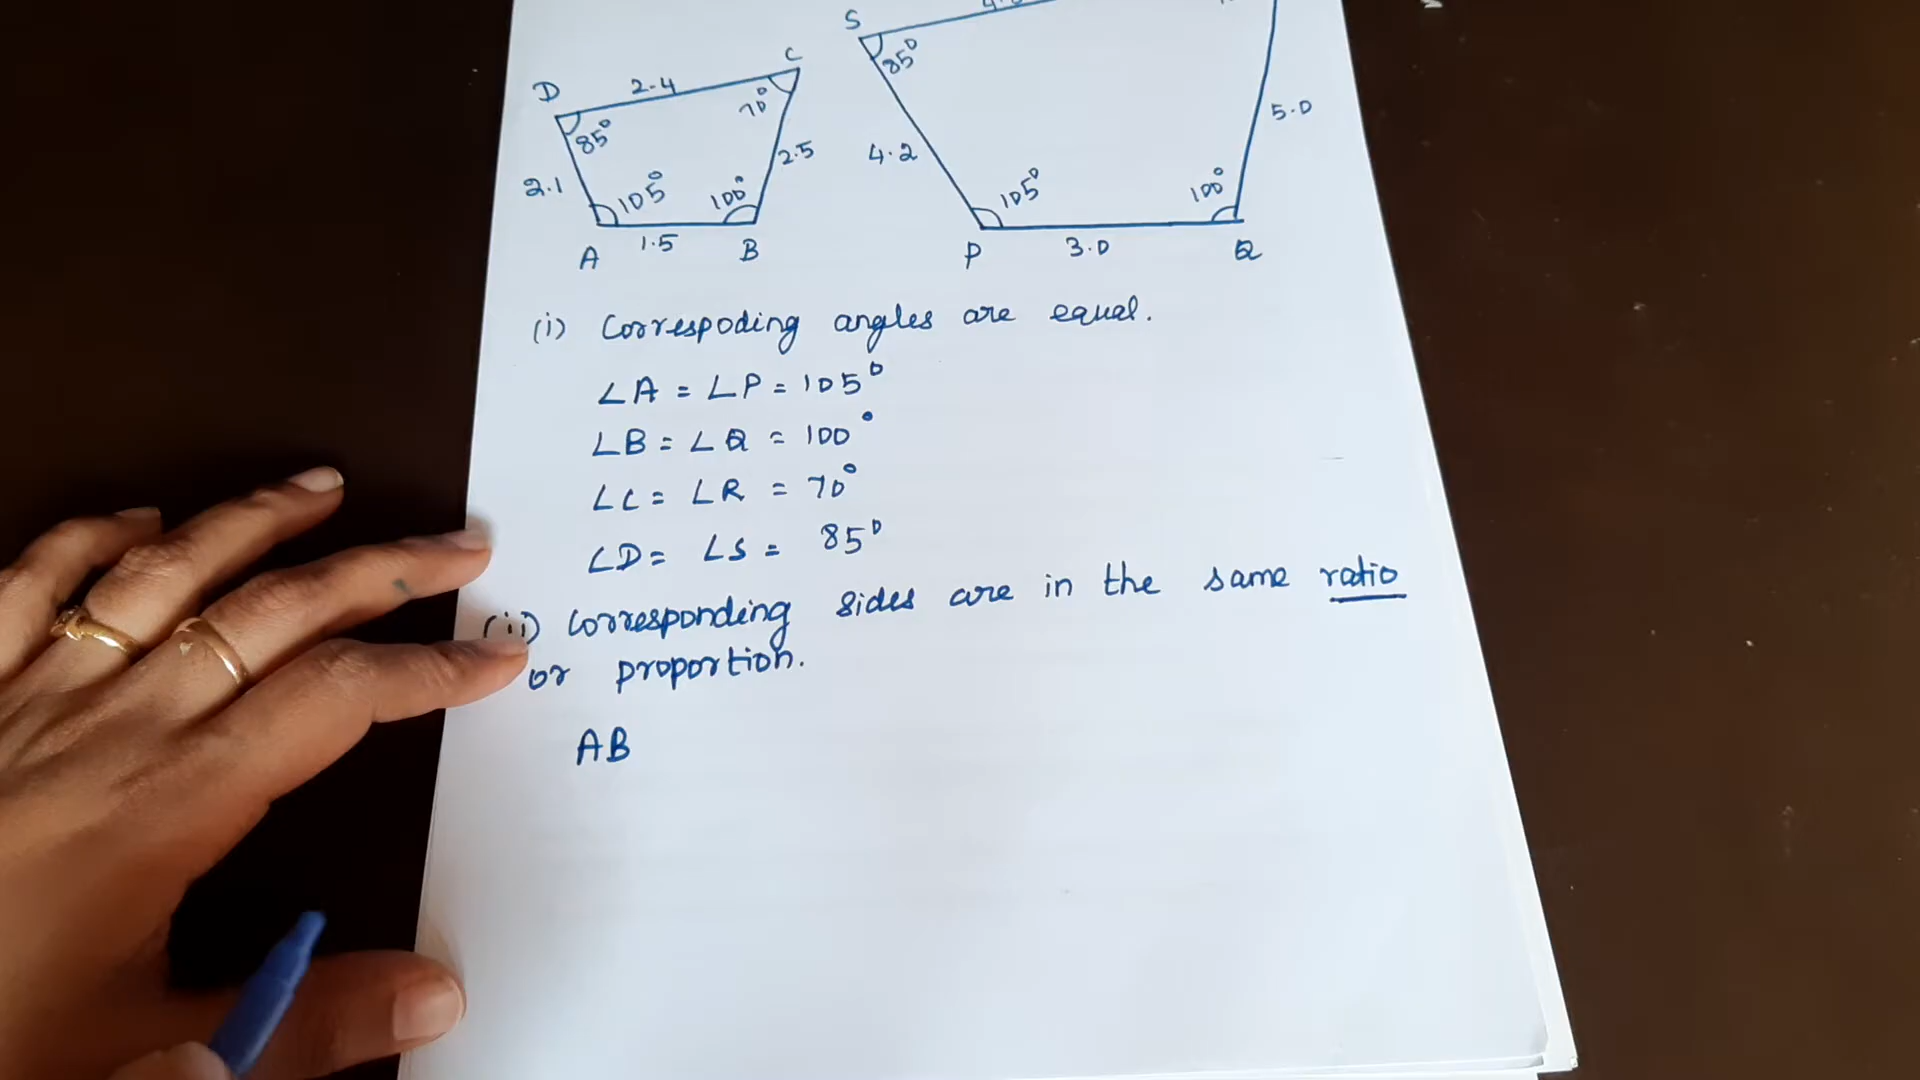 S
C
D
2.4
85°
70°
85°
2.5
4.2
5.0
2.1
105°
100°
105°
100°
A
1.5
B
P
3.0
Q
(i) Correspoding angles are equal.
∠A = ∠P = 105°
∠B = ∠Q = 100°
∠C = ∠R = 70°
∠D = ∠S = 85°
(ii) Corresponding sides are in the same ratio
or proportion.
AB